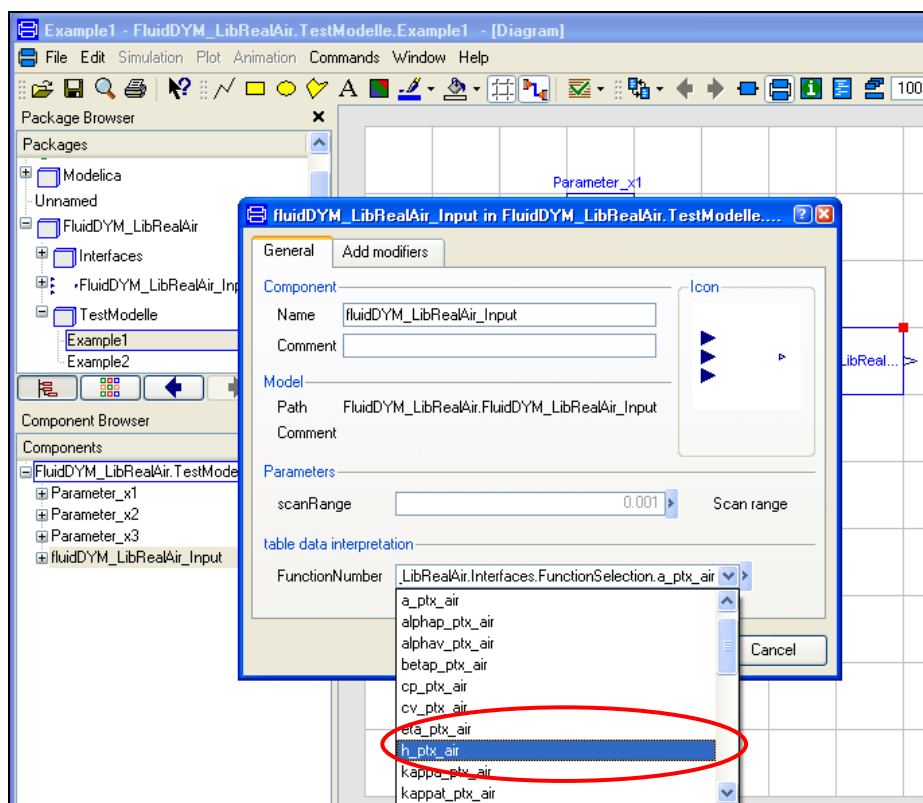 Example1 - FluidDYM_LibRealAir.TestModelle.Example1 - [Diagram]
File Edit Simulation Plot Animation Commands Window Help
A
100
Package Browser
Packages
Modelica
Unnamed
FluidDYM_LibRealAir
Interfaces
FluidDYM_LibRealAir_Inp
TestModelle
Example1
Example2
Component Browser
Components
FluidDYM_LibRealAir.TestMode
Parameter_x1
Parameter_x2
Parameter_x3
fluidDYM_LibRealAir_Input
Parameter_x1
LibReal...
fluidDYM_LibRealAir_Input in FluidDYM_LibRealAir.TestModelle....
General Add modifiers
Component
Icon
Name fluidDYM_LibRealAir_Input
Comment
Model
Path FluidDYM_LibRealAir.FluidDYM_LibRealAir_Input
Comment
Parameters
scanRange 0.001 Scan range
table data interpretation
FunctionNumber _LibRealAir.Interfaces.FunctionSelection.a_ptx_air
a_ptx_air
alphap_ptx_air
alphav_ptx_air
betap_ptx_air
cp_ptx_air
cv_ptx_air
eta_ptx_air
h_ptx_air
kappa_ptx_air
kappat_ptx_air
Cancel